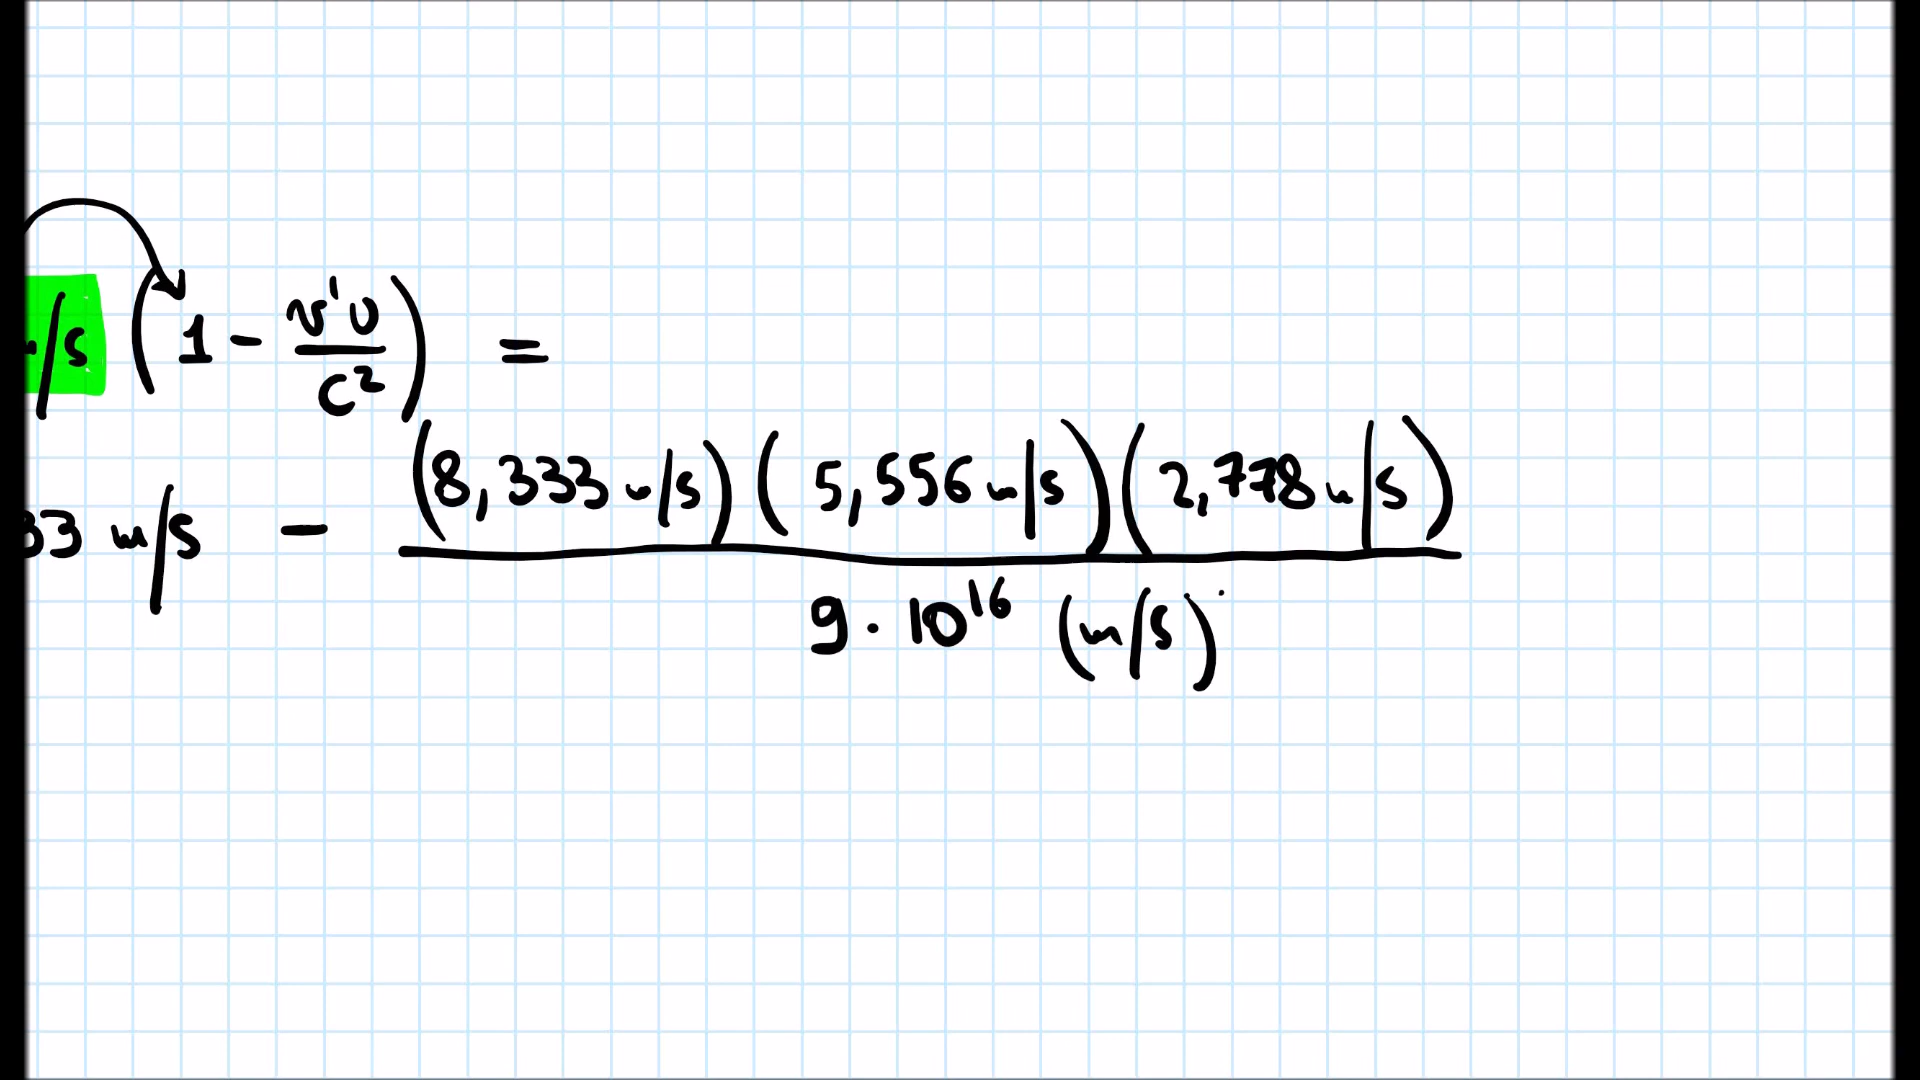 /s (1 - v'v/c²) =
33 m/s - (8,333 m/s)(5,556 m/s)(2,778 m/s) / 9 · 10¹⁶ (m/s)